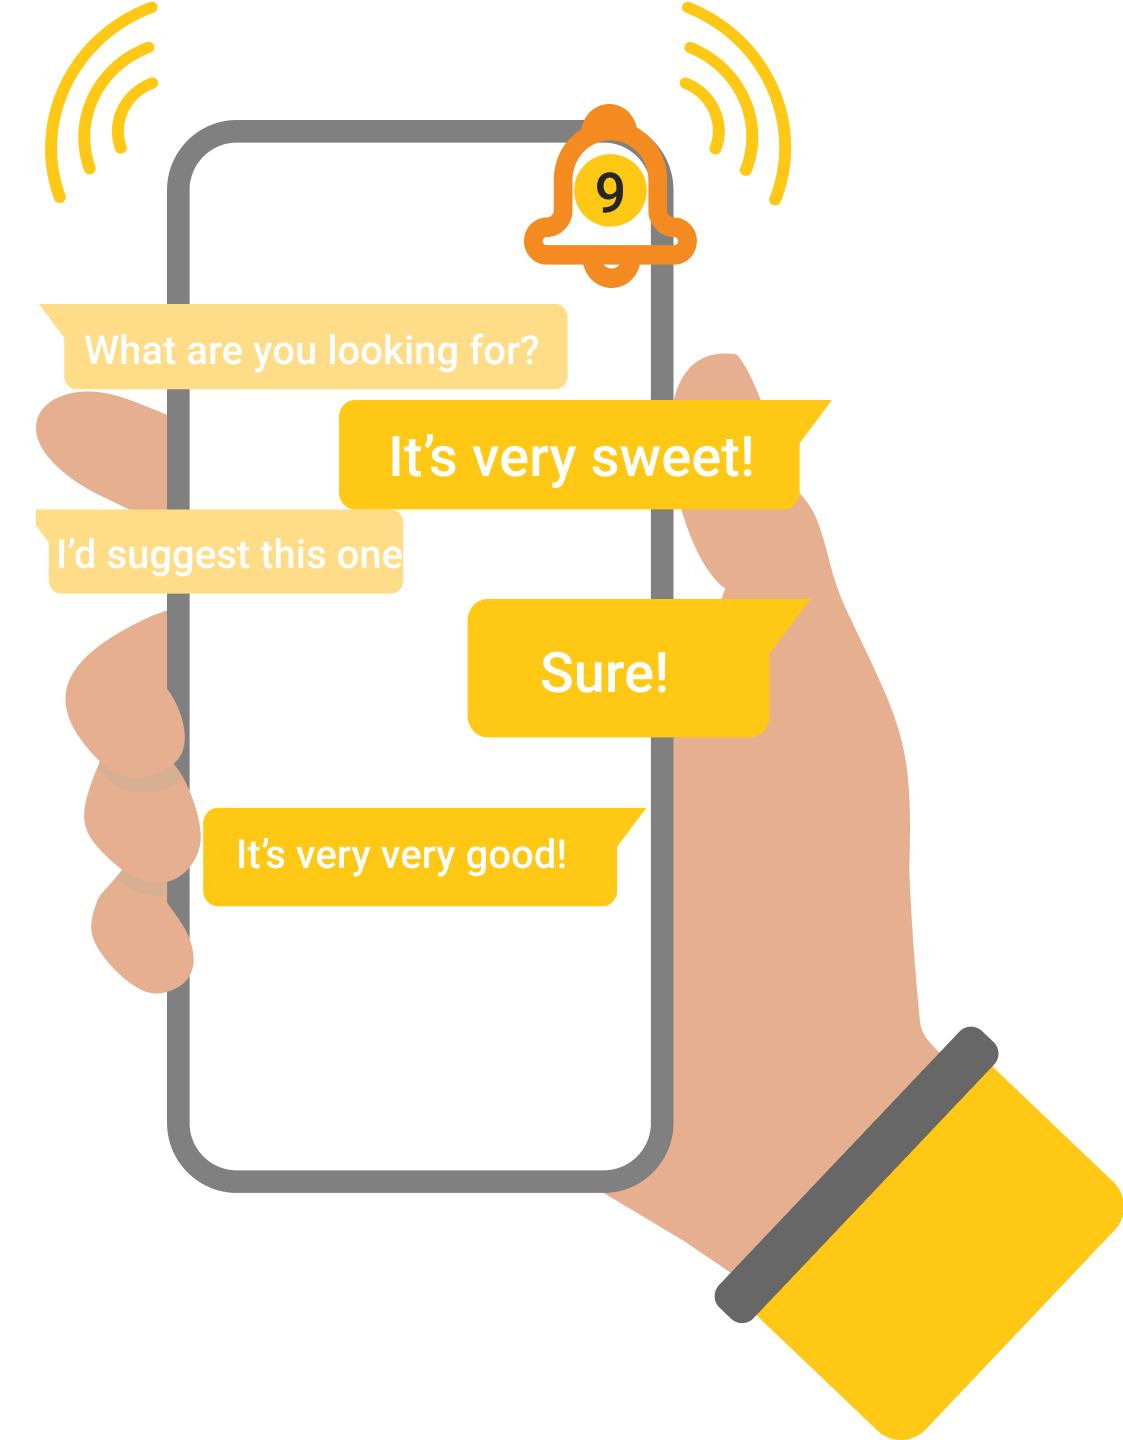 9
What are you looking for?
It’s very sweet!
I’d suggest this one
Sure!
It’s very very good!